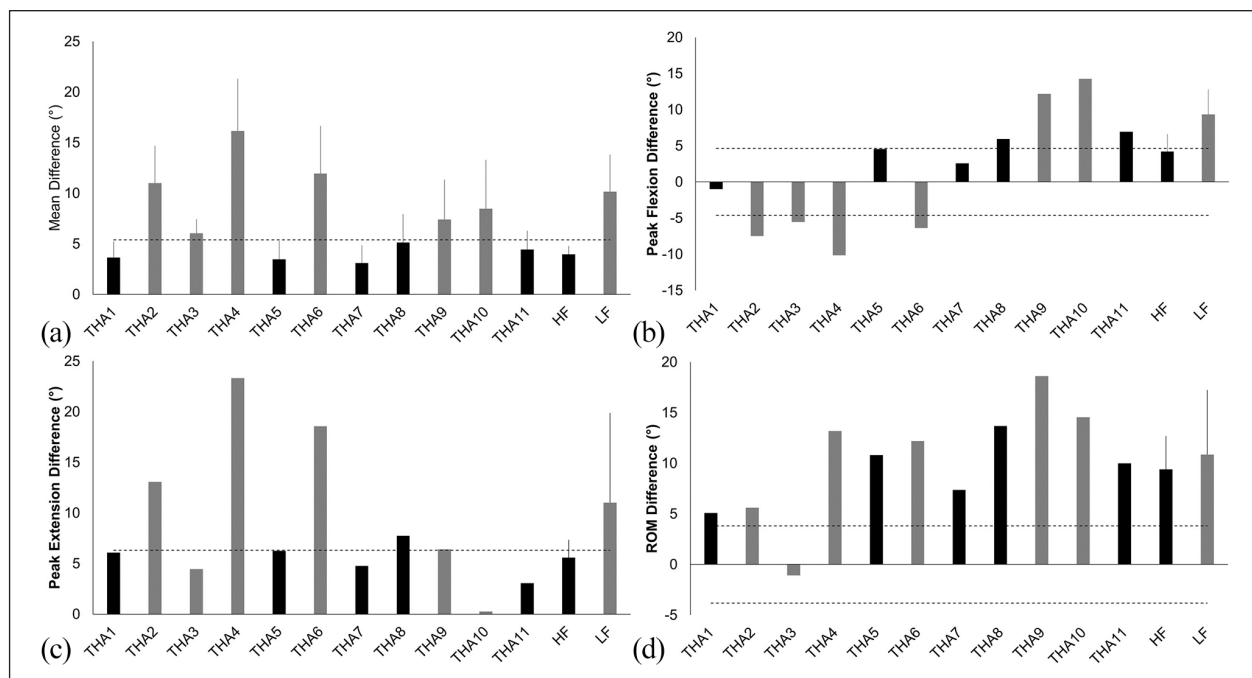 25
20
15
10
5
0
Mean Difference (°)
THA1 THA2 THA3 THA4 THA5 THA6 THA7 THA8 THA9 THA10 THA11 HF LF
(a)
20
15
10
5
0
-5
-10
-15
Peak Flexion Difference (°)
THA1 THA2 THA3 THA4 THA5 THA6 THA7 THA8 THA9 THA10 THA11 HF LF
(b)
25
20
15
10
5
0
Peak Extension Difference (°)
THA1 THA2 THA3 THA4 THA5 THA6 THA7 THA8 THA9 THA10 THA11 HF LF
(c)
20
15
10
5
0
-5
ROM Difference (°)
THA1 THA2 THA3 THA4 THA5 THA6 THA7 THA8 THA9 THA10 THA11 HF LF
(d)